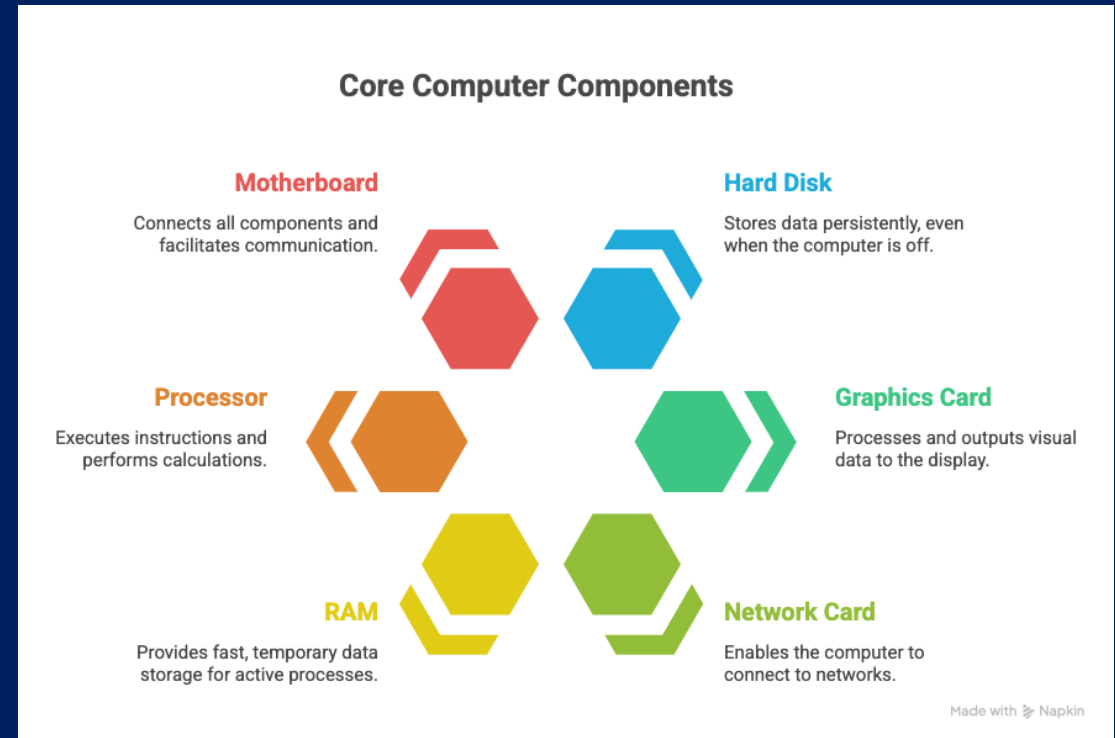 Core Computer Components
Motherboard
Connects all components and
facilitates communication.
Hard Disk
Stores data persistently, even
when the computer is off.
Processor
Executes instructions and
performs calculations.
Graphics Card
Processes and outputs visual
data to the display.
RAM
Provides fast, temporary data
storage for active processes.
Network Card
Enables the computer to
connect to networks.
Made with Napkin